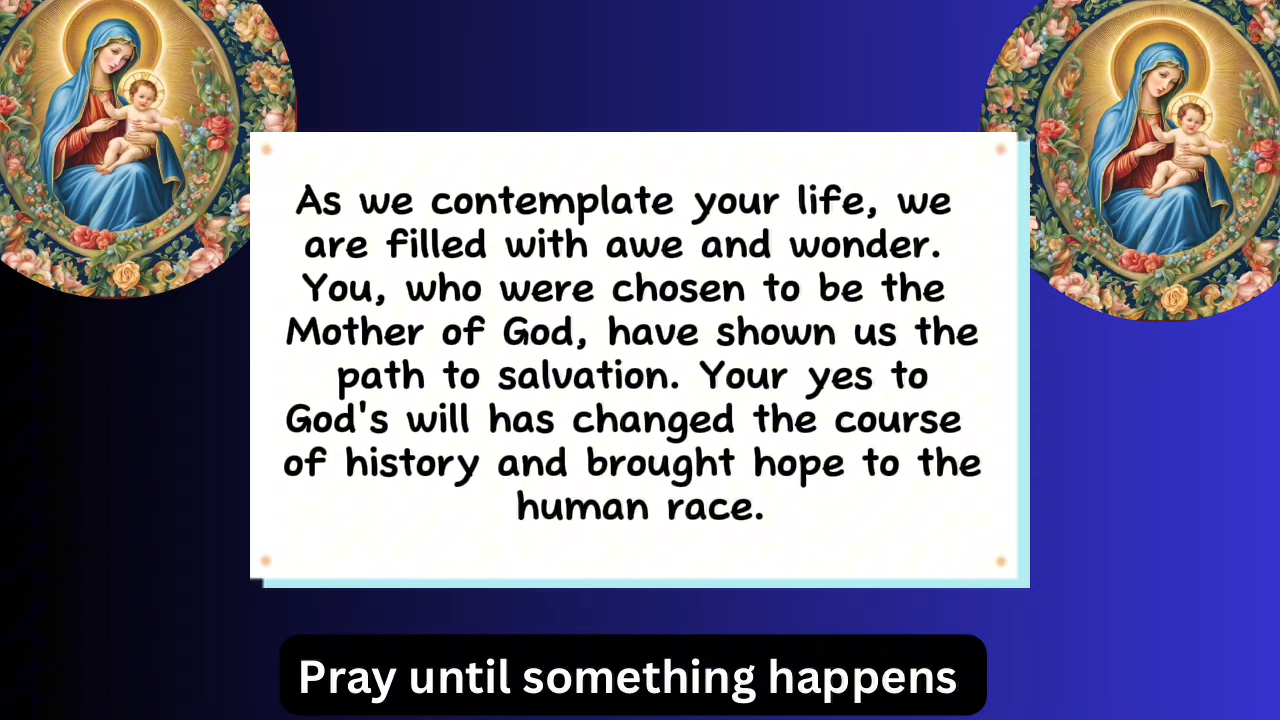 As we contemplate your life, we
are filled with awe and wonder.
You, who were chosen to be the
Mother of God, have shown us the
path to salvation. Your yes to
God's will has changed the course
of history and brought hope to the
human race.
Pray until something happens